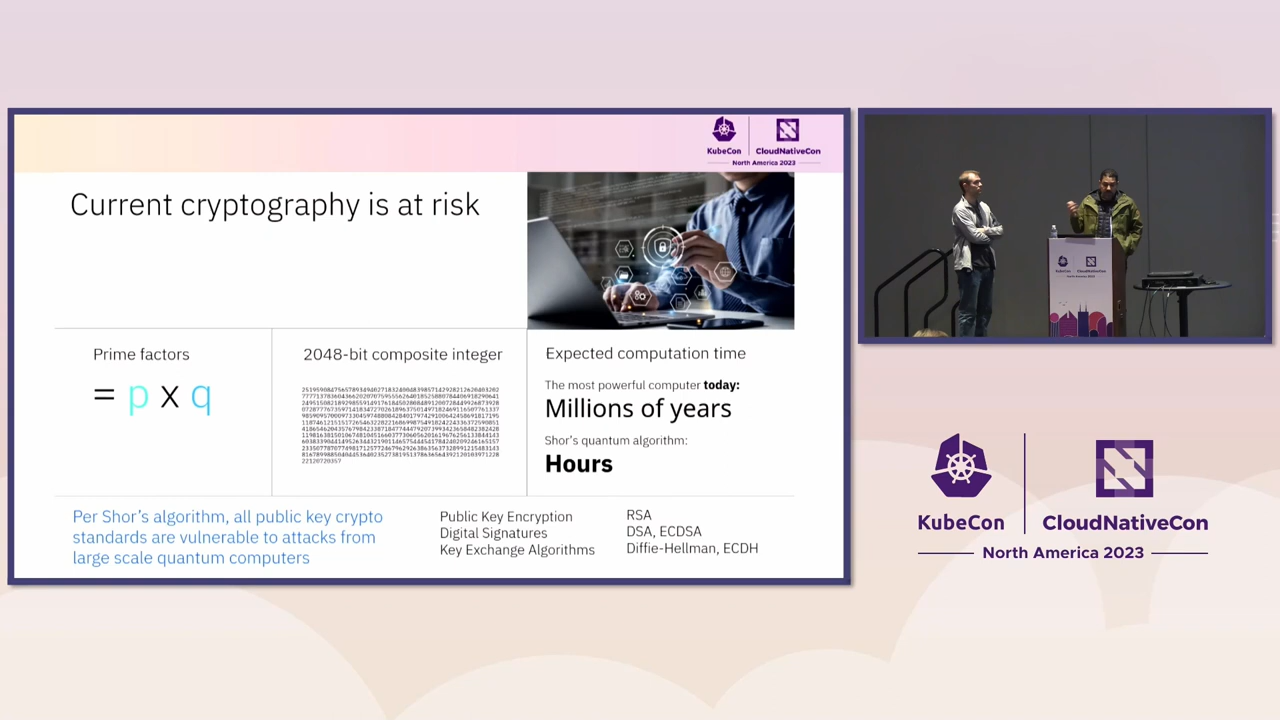 KubeCon
CloudNativeCon
North America 2023
Current cryptography is at risk
Prime factors
= p x q
2048-bit composite integer
Expected computation time
The most powerful computer today:
Millions of years
Shor's quantum algorithm:
Hours
Per Shor's algorithm, all public key crypto
standards are vulnerable to attacks from
large scale quantum computers
Public Key Encryption
Digital Signatures
Key Exchange Algorithms
RSA
DSA, ECDSA
Diffie-Hellman, ECDH
KubeCon
CloudNativeCon
KubeCon
CloudNativeCon
North America 2023